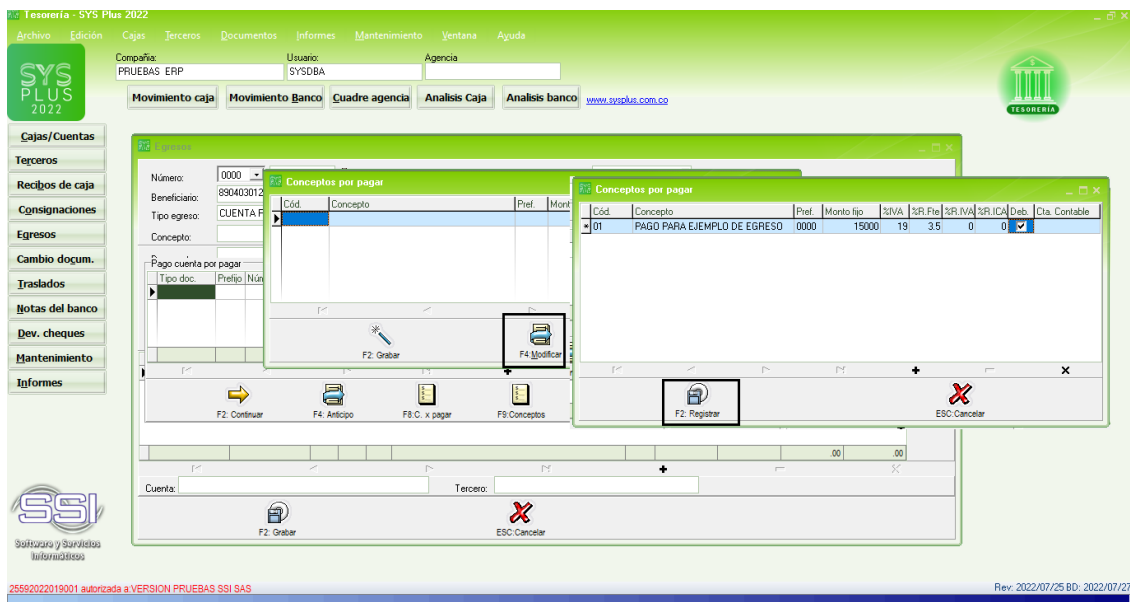 Tesorería - SYS Plus 2022
Archivo Edición Cajas Terceros Documentos Informes Mantenimiento Ventana Ayuda
Compañia: Usuario: Agencia
PRUEBAS ERP SYSDBA
SYS PLUS 2022
Movimiento caja Movimiento Banco Cuadre agencia Analisis Caja Analisis banco www.sysplus.com.co
TESORERIA
Cajas/Cuentas
Terceros
Recibos de caja
Consignaciones
Egresos
Cambio docum.
Traslados
Notas del banco
Dev. cheques
Mantenimiento
Informes
Egresos
Número: 0000
Beneficiario: 890403012
Tipo egreso: CUENTA P
Concepto:
Pago cuenta por pagar
Tipo doc. Prefijo Núm
F2: Continuar F4: Anticipo F8:C. x pagar F9:Conceptos
.00 .00
Cuenta: Tercero:
F2: Grabar ESC:Cancelar
Conceptos por pagar
Cód. Concepto Pref. Mont
F2: Grabar F4:Modificar
Conceptos por pagar
Cód. Concepto Pref. Monto fijo %IVA %R.Fte %R.IVA %R.ICA Deb. Cta. Contable
01 PAGO PARA EJEMPLO DE EGRESO 0000 15000 19 3.5 0 0
F2: Registrar ESC:Cancelar
SSI
Software y Servicios
Informáticos
25592022019001 autorizada a:VERSION PRUEBAS SSI SAS
Rev: 2022/07/25 BD: 2022/07/27